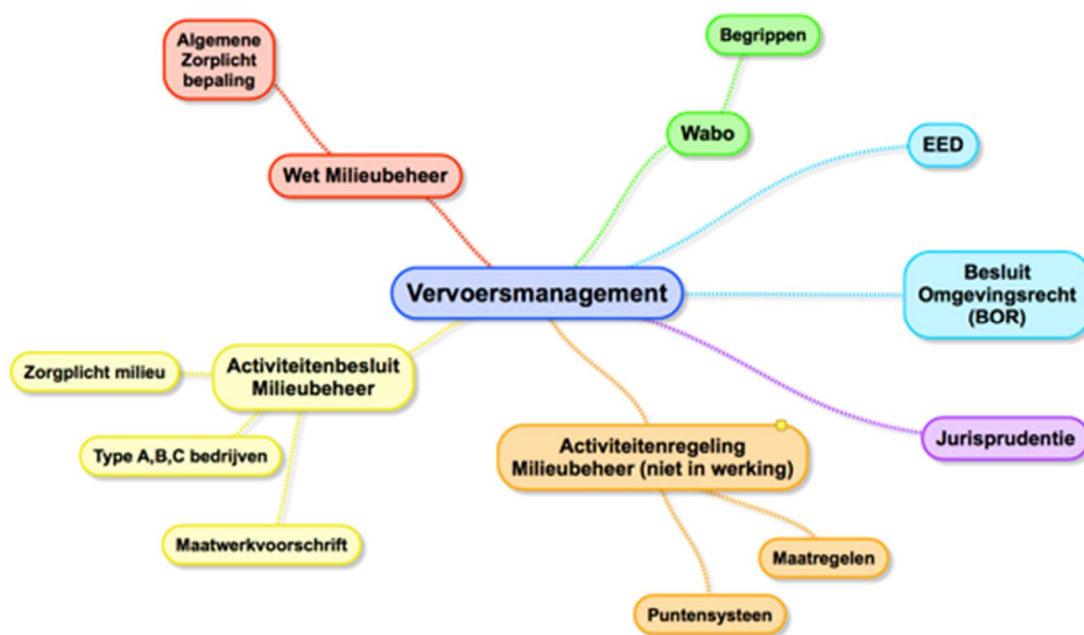 Algemene
Zorplicht
bepaling
Begrippen
Wabo
EED
Wet Milieubeheer
Besluit
Omgevingsrecht
(BOR)
Vervoersmanagement
Activiteitenbesluit
Milieubeheer
Zorgplicht milieu
Type A,B,C bedrijven
Maatwerkvoorschrift
Activiteitenregeling
Milieubeheer (niet in werking)
Jurisprudentie
Maatregelen
Puntensysteen